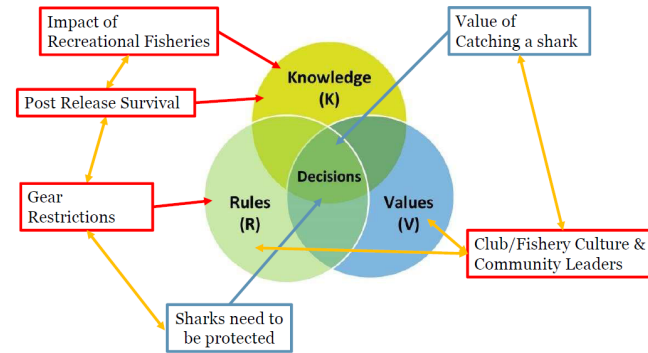 Impact of
Recreational Fisheries
Value of
Catching a shark
Knowledge
(K)
Post Release Survival
Gear
Restrictions
Decisions
Rules
(R)
Values
(V)
Club/Fishery Culture &
Community Leaders
Sharks need to
be protected